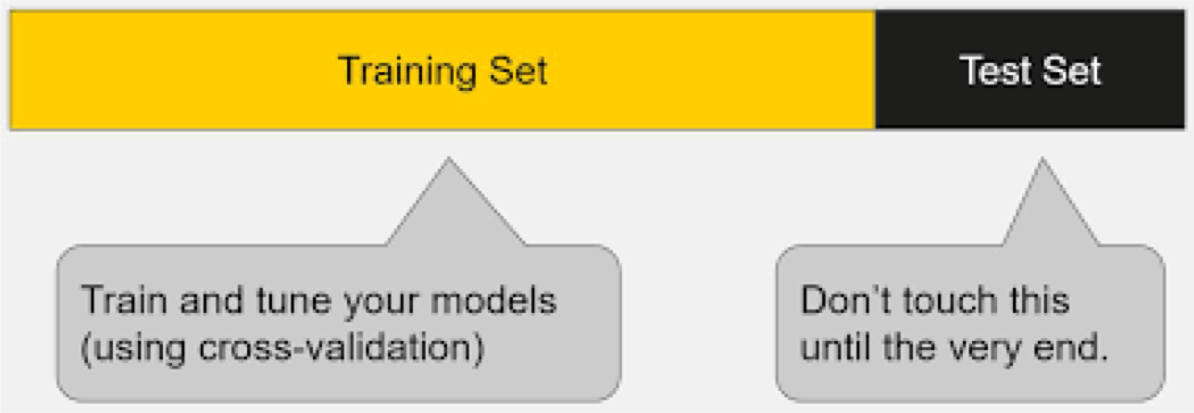 Training Set
Test Set
Train and tune your models
(using cross-validation)
Don’t touch this
until the very end.